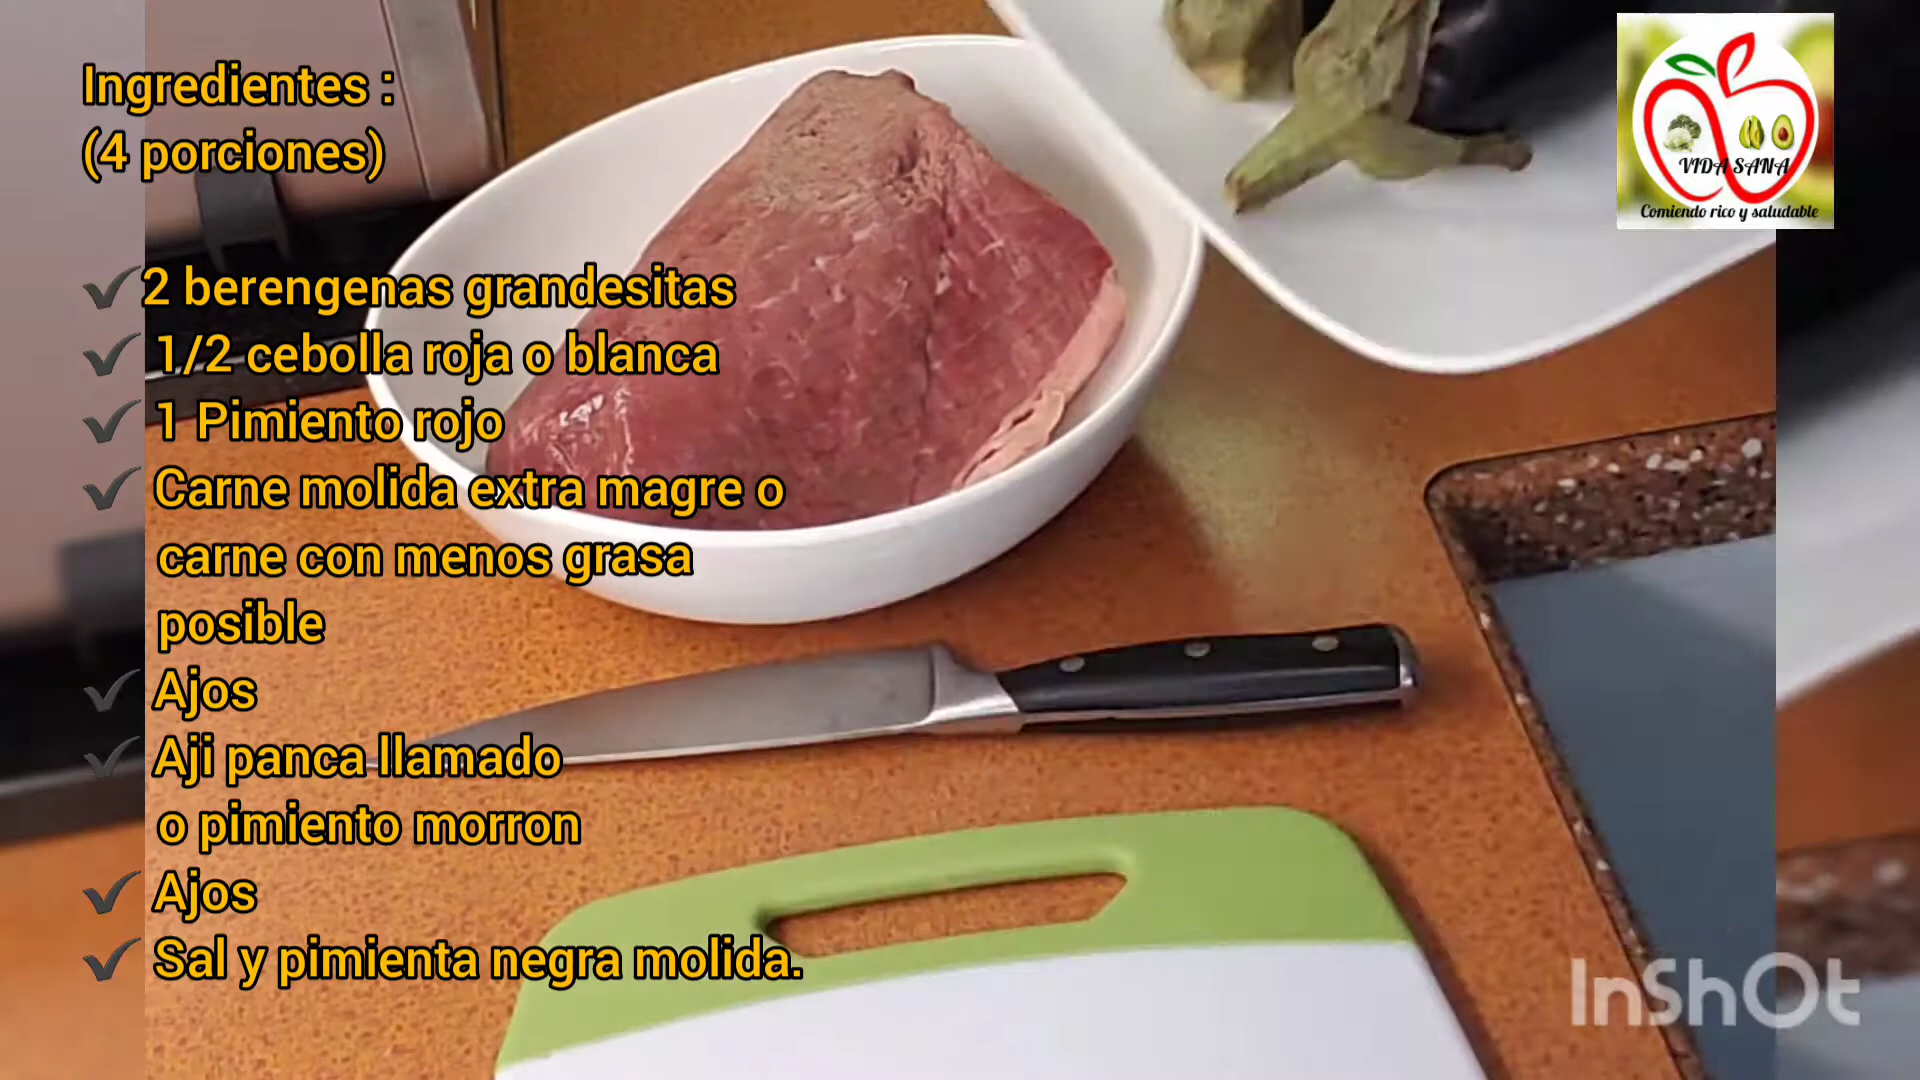 Ingredientes :
(4 porciones)
✔2 berengenas grandesitas
✔ 1/2 cebolla roja o blanca
✔ 1 Pimiento rojo
✔ Carne molida extra magre o
carne con menos grasa
posible
✔ Ajos
✔ Aji panca llamado
o pimiento morron
✔ Ajos
✔ Sal y pimienta negra molida.
VIDA SANA
Comiendo rico y saludable
InShOt